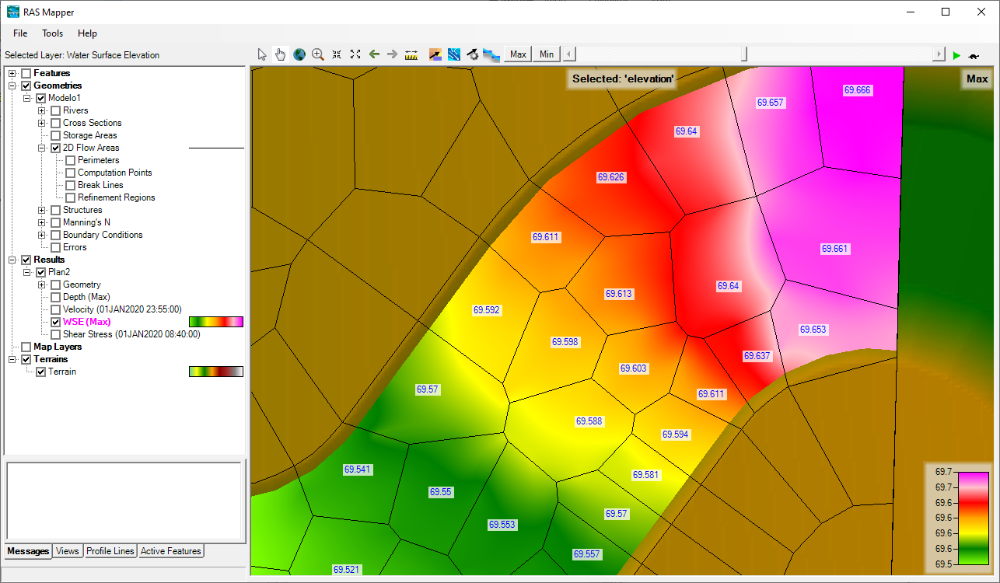 RAS Mapper
File Tools Help
Selected Layer: Water Surface Elevation
Max Min
Features
Geometries
Modelo1
Rivers
Cross Sections
Storage Areas
2D Flow Areas
Perimeters
Computation Points
Break Lines
Refinement Regions
Structures
Manning's N
Boundary Conditions
Errors
Results
Plan2
Geometry
Depth (Max)
Velocity (01JAN2020 23:55:00)
WSE (Max)
Shear Stress (01JAN2020 08:40:00)
Map Layers
Terrains
Terrain
Messages Views Profile Lines Active Features
Selected: 'elevation'
Max
69.666
69.657
69.64
69.626
69.611
69.661
69.64
69.613
69.592
69.653
69.598
69.637
69.603
69.57
69.611
69.588
69.594
69.541
69.581
69.55
69.57
69.553
69.557
69.521
69.7
69.7
69.6
69.6
69.6
69.6
69.5